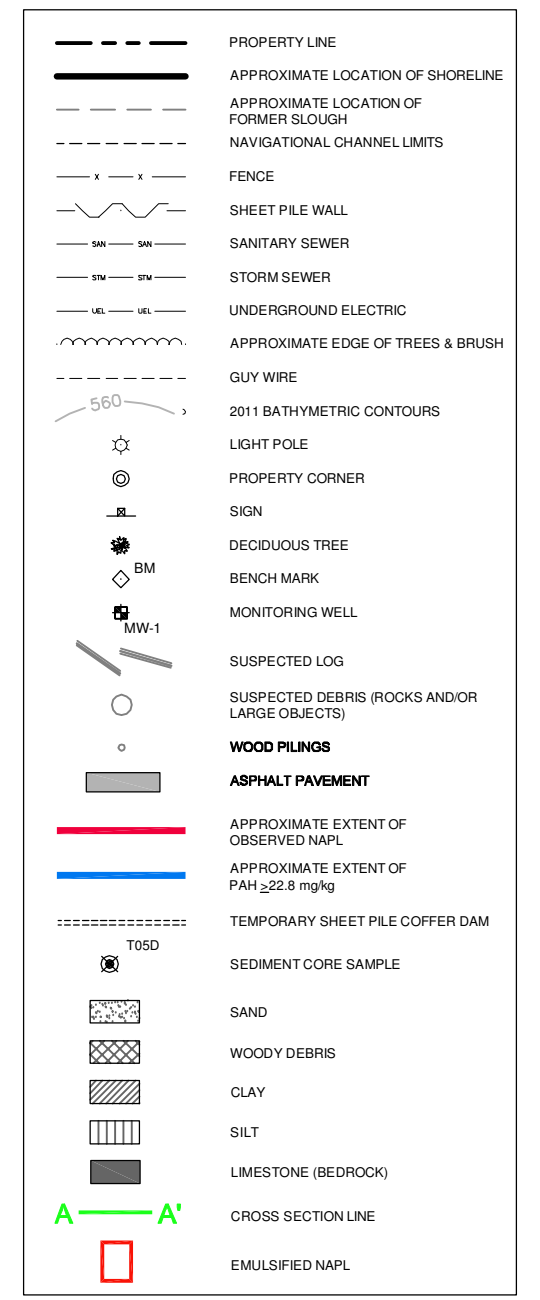 PROPERTY LINE
APPROXIMATE LOCATION OF SHORELINE
APPROXIMATE LOCATION OF
FORMER SLOUGH
NAVIGATIONAL CHANNEL LIMITS
X X FENCE
SHEET PILE WALL
SAN SAN SANITARY SEWER
STM STM STORM SEWER
UEL UEL UNDERGROUND ELECTRIC
APPROXIMATE EDGE OF TREES & BRUSH
GUY WIRE
560 2011 BATHYMETRIC CONTOURS
LIGHT POLE
PROPERTY CORNER
SIGN
DECIDUOUS TREE
BM
BENCH MARK
MONITORING WELL
MW-1
SUSPECTED LOG
SUSPECTED DEBRIS (ROCKS AND/OR
LARGE OBJECTS)
WOOD PILINGS
ASPHALT PAVEMENT
APPROXIMATE EXTENT OF
OBSERVED NAPL
APPROXIMATE EXTENT OF
PAH ≥22.8 mg/kg
TEMPORARY SHEET PILE COFFER DAM
T05D
SEDIMENT CORE SAMPLE
SAND
WOODY DEBRIS
CLAY
SILT
LIMESTONE (BEDROCK)
A A' CROSS SECTION LINE
EMULSIFIED NAPL